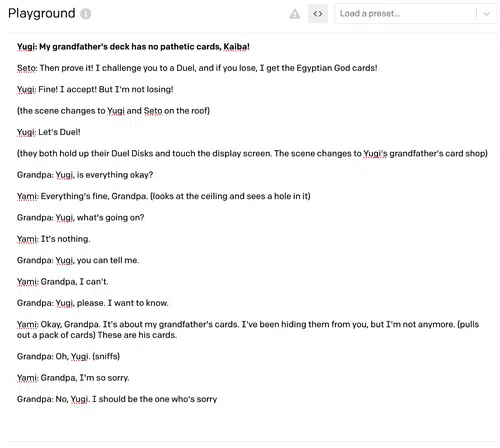 Playground
Load a preset...
Yugi: My grandfather's deck has no pathetic cards, Kaiba!
Seto: Then prove it! I challenge you to a Duel, and if you lose, I get the Egyptian God cards!
Yugi: Fine! I accept! But I'm not losing!
(the scene changes to Yugi and Seto on the roof)
Yugi: Let's Duel!
(they both hold up their Duel Disks and touch the display screen. The scene changes to Yugi's grandfather's card shop)
Grandpa: Yugi, is everything okay?
Yami: Everything's fine, Grandpa. (looks at the ceiling and sees a hole in it)
Grandpa: Yugi, what's going on?
Yami: It's nothing.
Grandpa: Yugi, you can tell me.
Yami: Grandpa, I can't.
Grandpa: Yugi, please. I want to know.
Yami: Okay, Grandpa. It's about my grandfather's cards. I've been hiding them from you, but I'm not anymore. (pulls
out a pack of cards) These are his cards.
Grandpa: Oh, Yugi. (sniffs)
Yami: Grandpa, I'm so sorry.
Grandpa: No, Yugi. I should be the one who's sorry